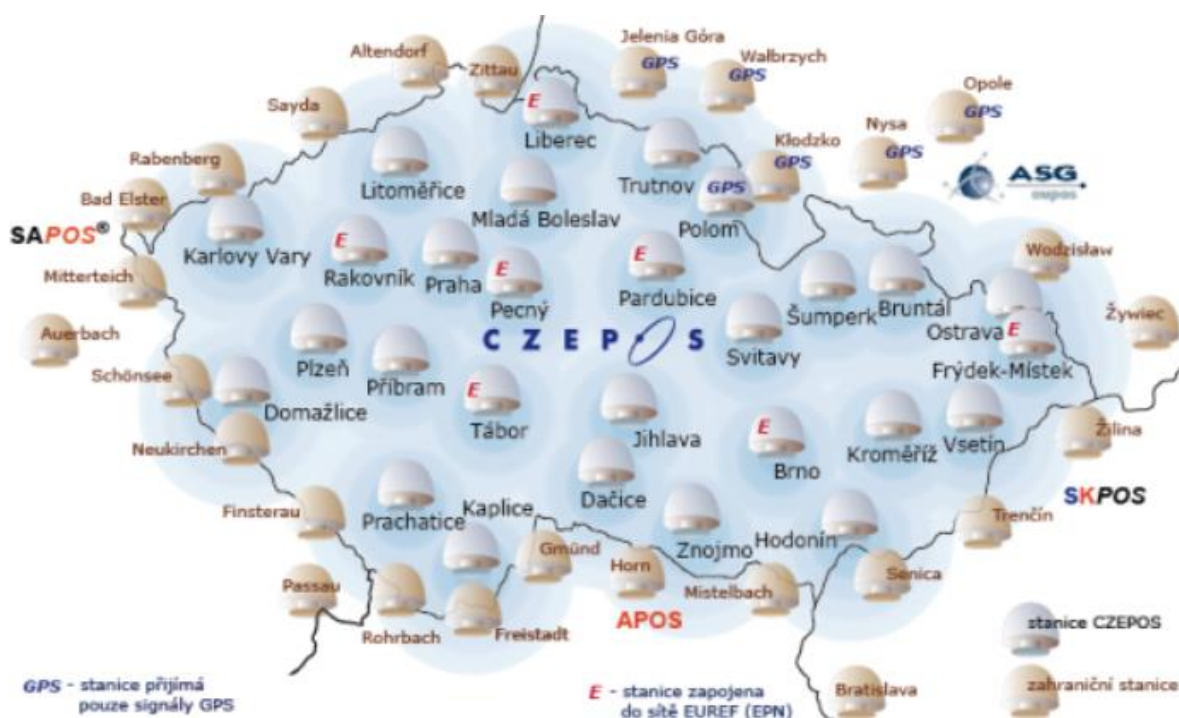 Jelenia Góra
Wałbrzych
Altendorf
GPS
GPS
Zittau
Opole
Sayda
E
GPS
Nysa
Liberec
Kłodzko
GPS
ASG
eupos
Rabenberg
GPS
Litoměřice
Trutnov
GPS
Bad Elster
Mladá Boleslav
Polom
SAPOS®
E
E
Wodzisław
Karlovy Vary
Rakovník
Praha
E
Mitterteich
Pecný
Pardubice
Šumperk
Bruntál
Ostrava
Żywiec
Auerbach
CZEPOS
E
Plzeň
Svitavy
Frýdek-Místek
Schönsee
Příbram
E
Domažlice
Tábor
Jihlava
E
Žilina
Neukirchen
Brno
Kroměříž
Vsetín
Dačice
SKPOS
Finsterau
Prachatice
Kaplice
Trenčín
Gmünd
Znojmo
Hodonín
Horn
Senica
Passau
Mistelbach
Rohrbach
Freistadt
APOS
stanice CZEPOS
GPS - stanice přijímá
pouze signály GPS
E - stanice zapojena
do sítě EUREF (EPN)
Bratislava
zahraniční stanice